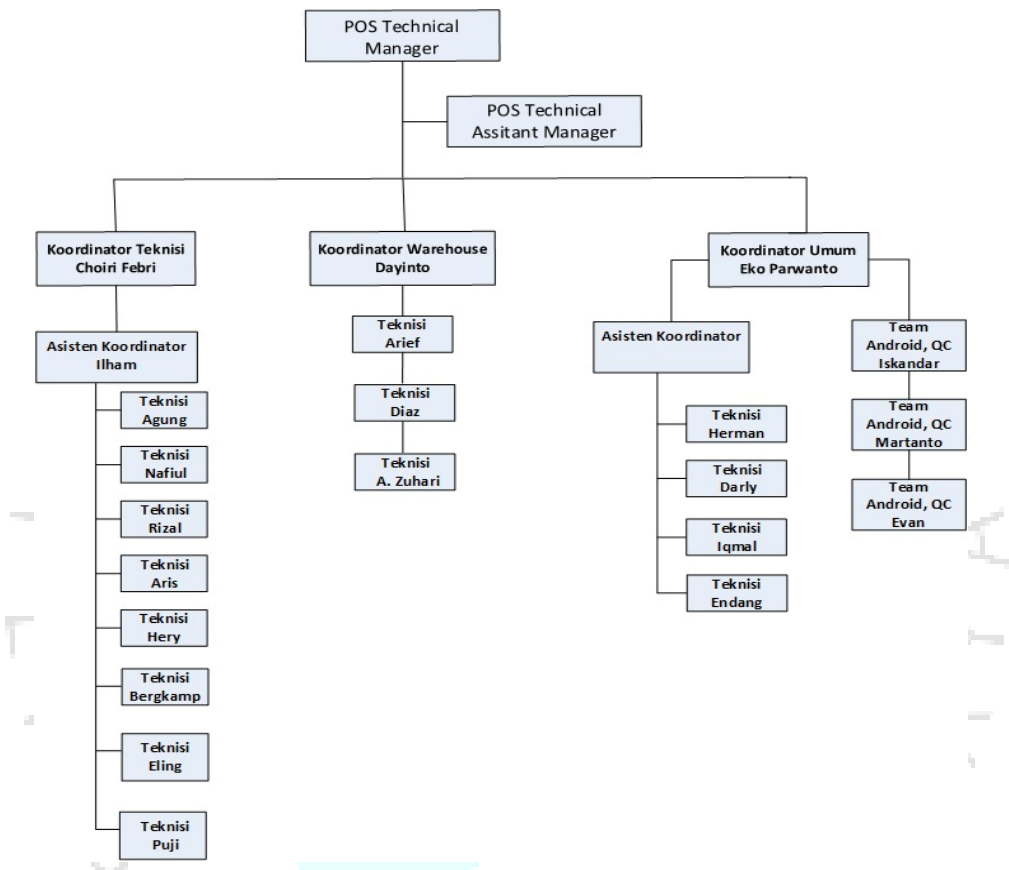 POS Technical
Manager
POS Technical
Assitant Manager
Koordinator Teknisi
Choiri Febri
Koordinator Warehouse
Dayinto
Koordinator Umum
Eko Parwanto
Asisten Koordinator
Ilham
Teknisi
Agung
Teknisi
Nafiul
Teknisi
Rizal
Teknisi
Aris
Teknisi
Hery
Teknisi
Bergkamp
Teknisi
Eling
Teknisi
Puji
Teknisi
Arief
Teknisi
Diaz
Teknisi
A. Zuhari
Asisten Koordinator
Teknisi
Herman
Teknisi
Darly
Teknisi
Iqmal
Teknisi
Endang
Team
Android, QC
Iskandar
Team
Android, QC
Martanto
Team
Android, QC
Evan